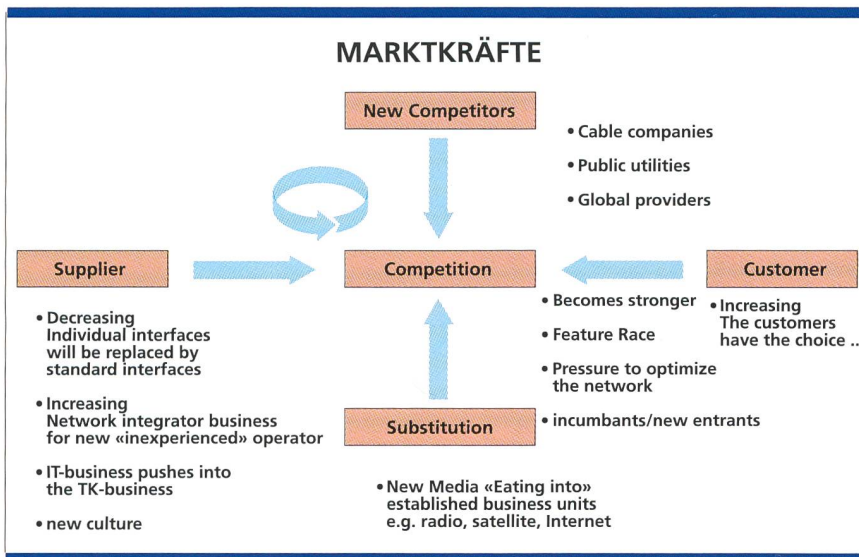 MARKTKRÄFTE
New Competitors
• Cable companies
• Public utilities
• Global providers
Supplier
Competition
Customer
• Decreasing
Individual interfaces
will be replaced by
standard interfaces
• Increasing
Network integrator business
for new «inexperienced» operator
• IT-business pushes into
the TK-business
• new culture
• Becomes stronger
• Feature Race
• Pressure to optimize
the network
• incumbants/new entrants
• Increasing
The customers
have the choice ..
Substitution
• New Media «Eating into»
established business units
e.g. radio, satellite, Internet